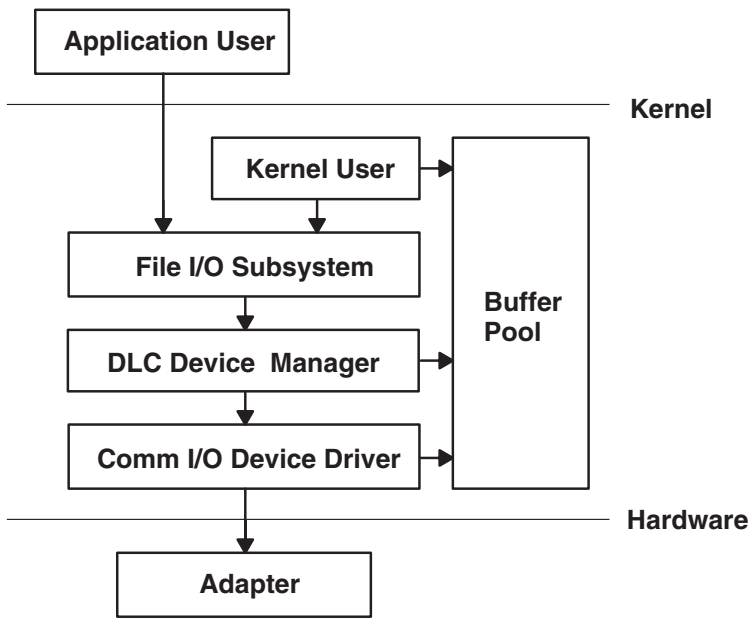 Application User
Kernel
Kernel User
File I/O Subsystem
Buffer
Pool
DLC Device Manager
Comm I/O Device Driver
Hardware
Adapter